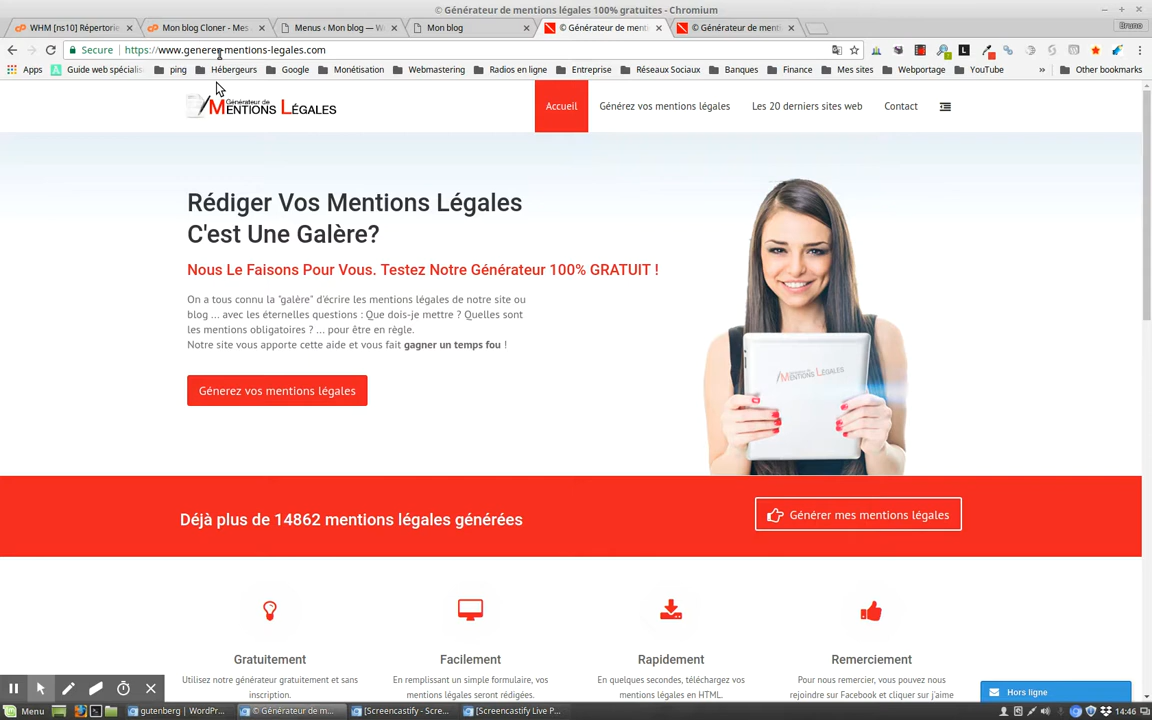 © Générateur de mentions légales 100% gratuites - Chromium
WHM [ns10] Répertorie
Mon blog Cloner - Mes
Menus ‹ Mon blog — W
Mon blog
© Générateur de ment
© Générateur de ment
Bruno
Secure
https://www.generer-mentions-legales.com
Apps
Guide web spécialis
ping
Hébergeurs
Google
Monétisation
Webmastering
Radios en ligne
Entreprise
Réseaux Sociaux
Banques
Finance
Mes sites
Webportage
YouTube
»
Other bookmarks
Générateur de
MENTIONS LÉGALES
Accueil
Générez vos mentions légales
Les 20 derniers sites web
Contact
Rédiger Vos Mentions Légales
C'est Une Galère?
Nous Le Faisons Pour Vous. Testez Notre Générateur 100% GRATUIT !
On a tous connu la "galère" d'écrire les mentions légales de notre site ou
blog ... avec les éternelles questions : Que dois-je mettre ? Quelles sont
les mentions obligatoires ? ... pour être en règle.
Notre site vous apporte cette aide et vous fait gagner un temps fou !
Génerez vos mentions légales
MENTIONS LÉGALES
Déjà plus de 14862 mentions légales générées
Générer mes mentions légales
Gratuitement
Facilement
Rapidement
Remerciement
Utilisez notre générateur gratuitement et sans
inscription.
En remplissant un simple formulaire, vos
mentions légales seront rédigées.
En quelques secondes, téléchargez vos
mentions légales en HTML.
Pour nous remercier, vous pouvez nous
rejoindre sur Facebook et cliquer sur j'aime
Hors ligne
Menu
gutenberg | WordPr...
© Générateur de m...
[Screencastify - Scre...
[Screencastify Live P...
14:46